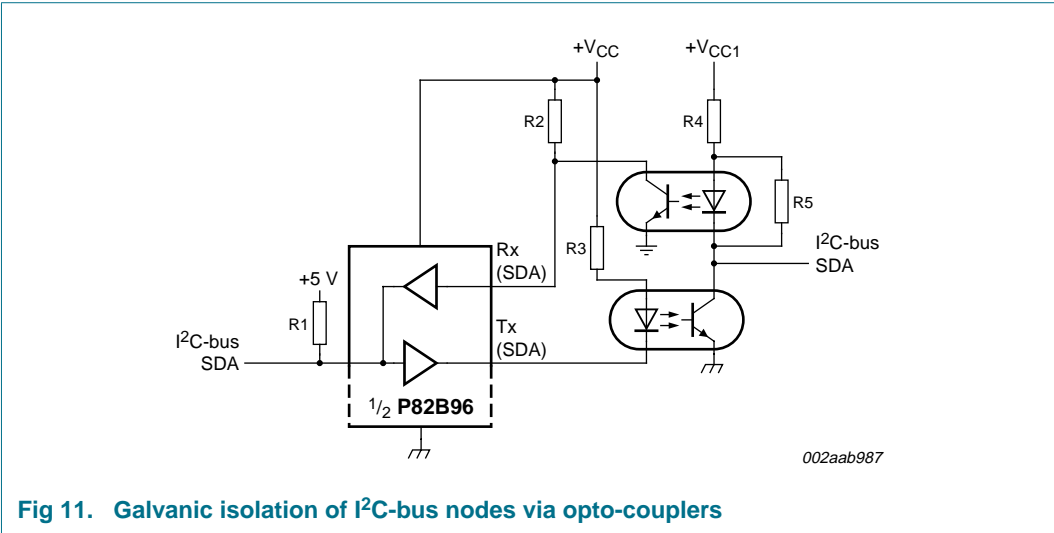 +VCC
+VCC1
R2
R4
R5
Rx
(SDA)
R3
I2C-bus
SDA
+5 V
R1
Tx
(SDA)
I2C-bus
SDA
1/2 P82B96
002aab987
Fig 11. Galvanic isolation of I2C-bus nodes via opto-couplers